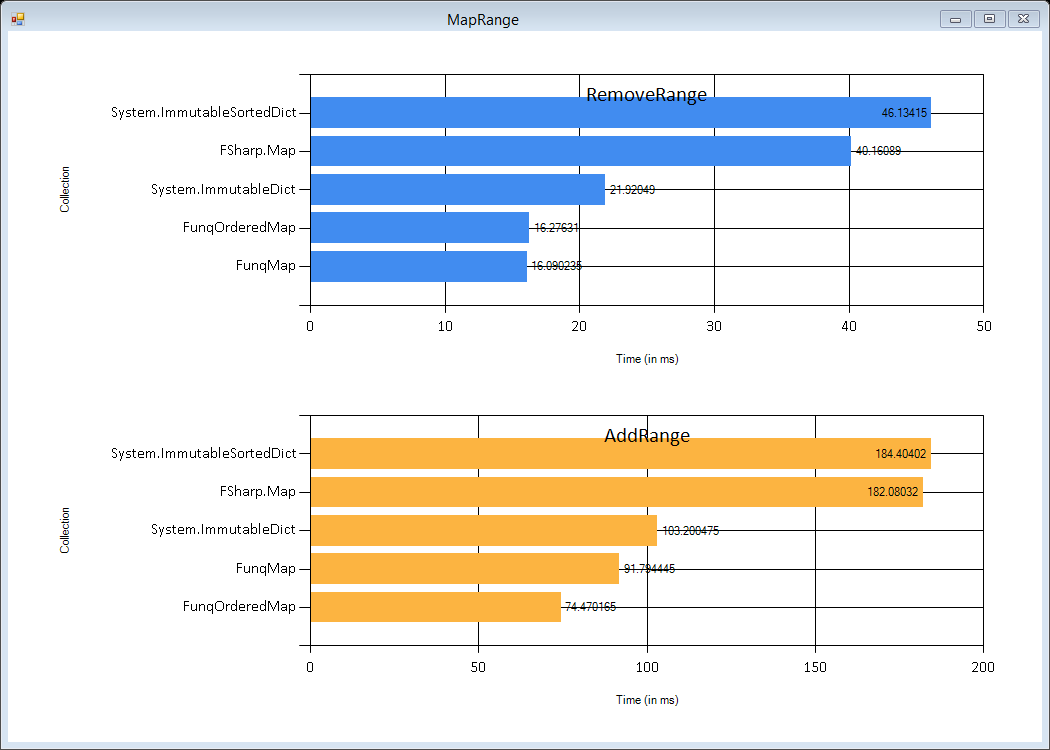 MapRange
RemoveRange
System.ImmutableSortedDict
46.13415
FSharp.Map
40.16089
System.ImmutableDict
21.92049
FunqOrderedMap
16.27631
FunqMap
16.090235
Collection
0 10 20 30 40 50
Time (in ms)
AddRange
System.ImmutableSortedDict
184.40402
FSharp.Map
182.08032
System.ImmutableDict
103.200475
FunqMap
91.794445
FunqOrderedMap
74.470165
Collection
0 50 100 150 200
Time (in ms)